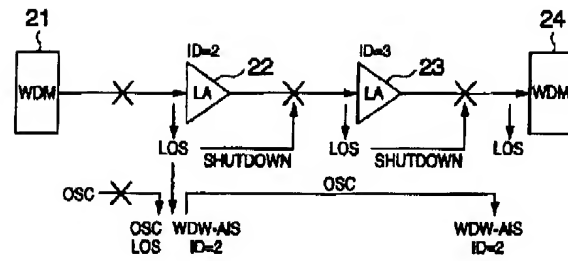 21
24
ID=2
22
ID=3
23
WDM
LA
LA
WDM
LOS
SHUTDOWN
LOS
SHUTDOWN
LOS
OSC
OSC
OSC
LOS
WDW-AIS
ID=2
WDW-AIS
ID=2